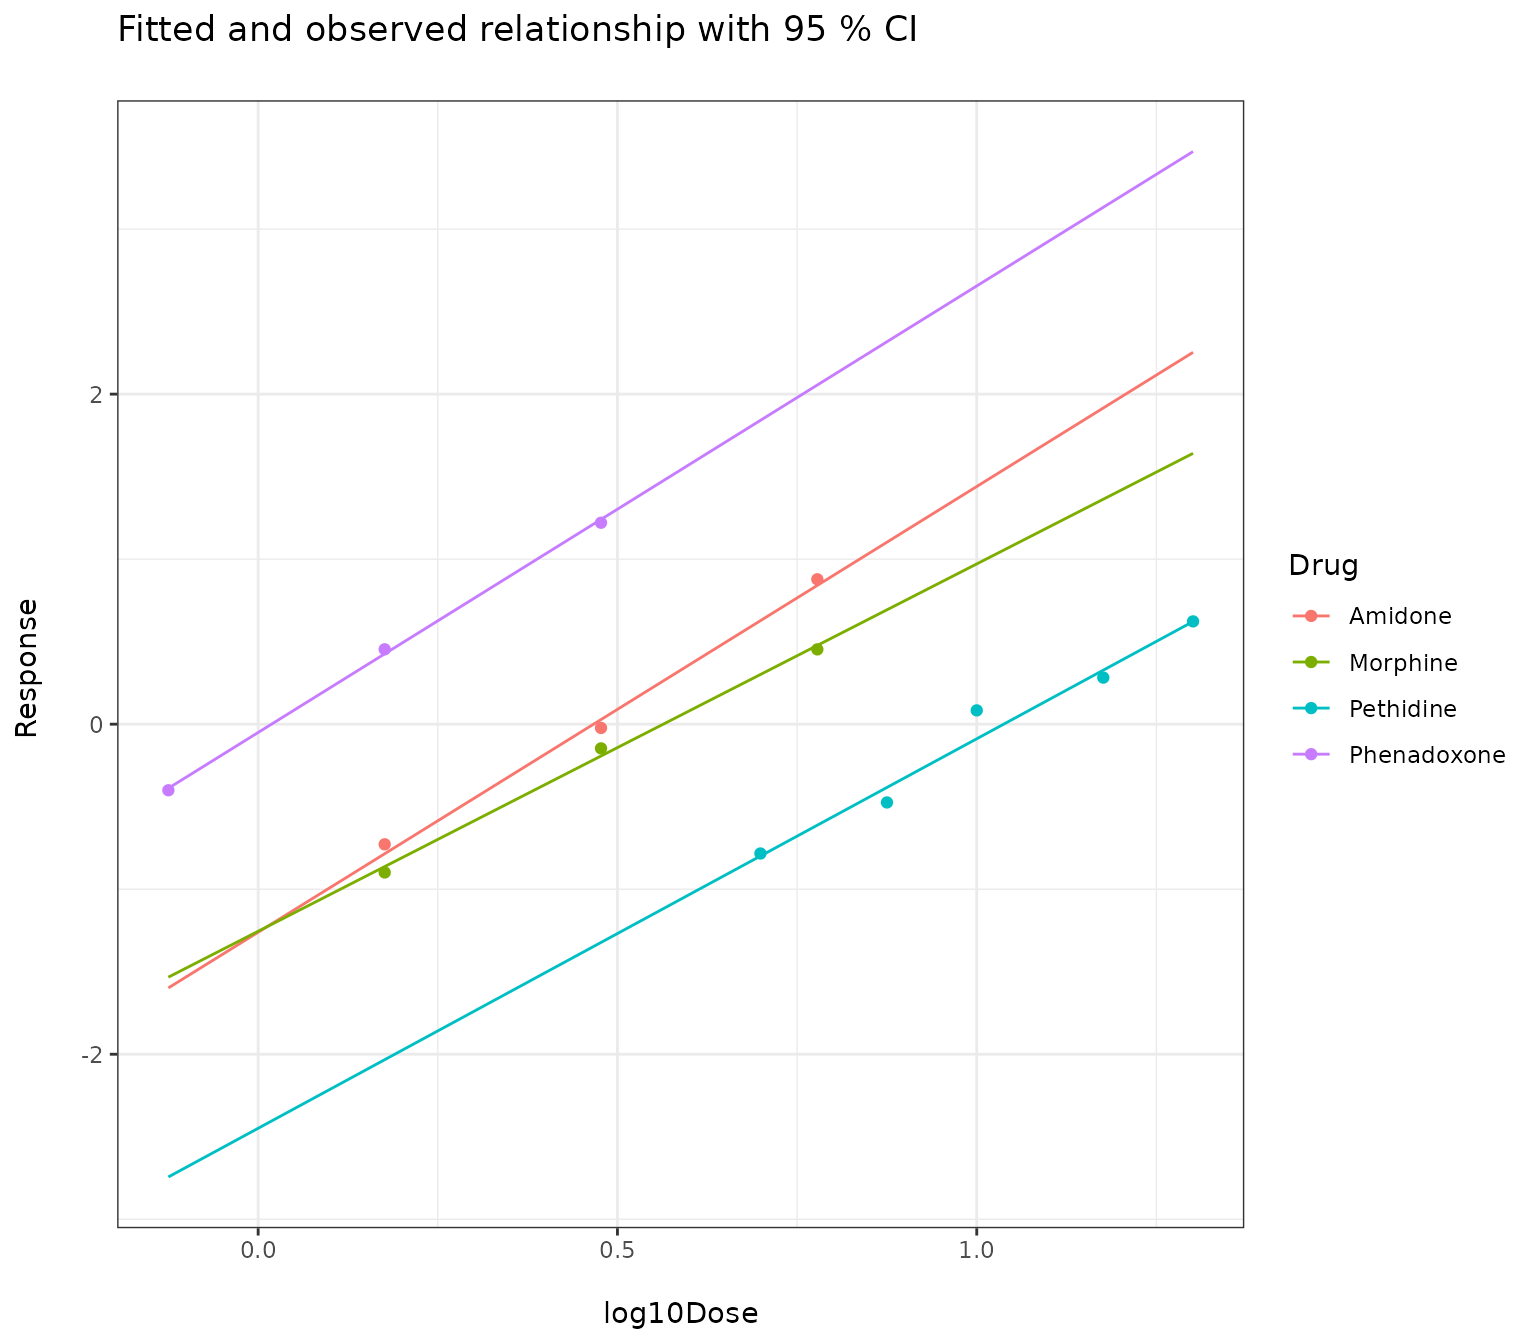 Fitted and observed relationship with 95 % CI
Response
2
0
-2
0.0
0.5
1.0
log10Dose
Drug
Amidone
Morphine
Pethidine
Phenadoxone